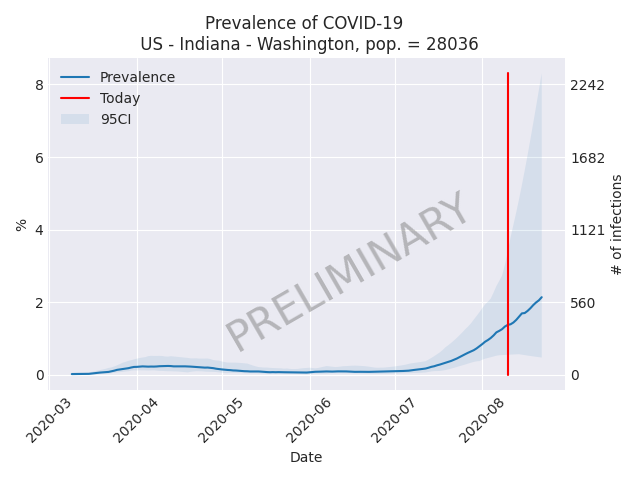 Prevalence of COVID-19
US - Indiana - Washington, pop. = 28036
Prevalence
Today
95CI
8
6
4
2
0
%
2242
1682
1121
560
0
# of infections
PRELIMINARY
2020-03
2020-04
2020-05
2020-06
2020-07
2020-08
Date